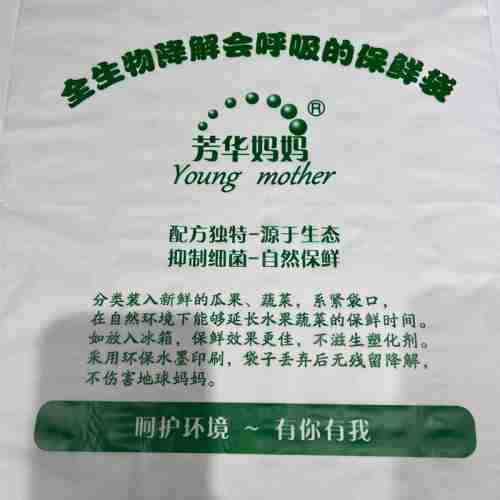 全生物降解会呼吸的保鲜袋
®
芳华妈妈
Young mother
配方独特-源于生态
抑制细菌-自然保鲜
分类装入新鲜的瓜果、蔬菜，系紧袋口，
在自然环境下能够延长水果蔬菜的保鲜时间。
如放入冰箱，保鲜效果更佳，不滋生塑化剂。
采用环保水墨印刷，袋子丢弃后无残留降解，
不伤害地球妈妈。
呵护环境 ~ 有你有我